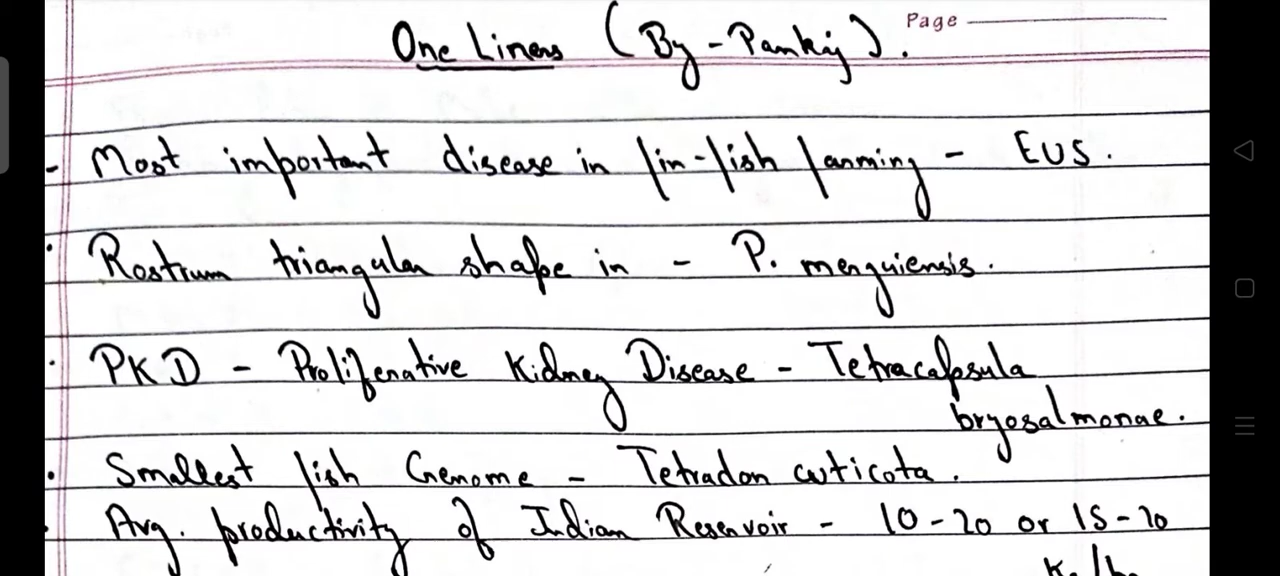 Page
One Liners (By - Pankaj).
- Most important disease in fin-fish farming - EUS.
· Rostrum triangular shape in - P. merguiensis.
· PKD - Proliferative Kidney Disease - Tetracapsula
bryosalmonae.
· Smallest fish Genome - Tetradon cuticota.
· Avg. productivity of Indian Reservoir - 10-20 or 15-20
Kg/ha